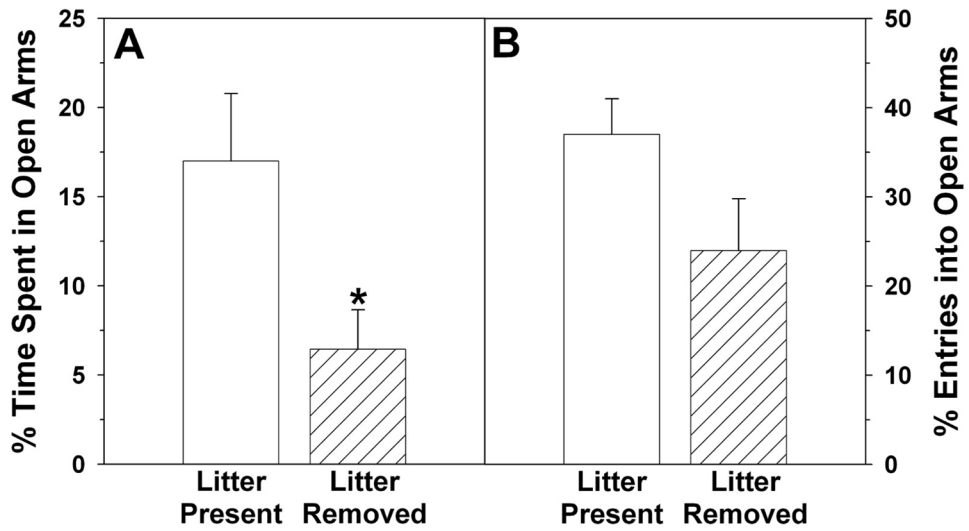 % Time Spent in Open Arms
25
20
15
10
5
0
A
*
Litter Present
Litter Removed
B
Litter Present
Litter Removed
50
40
30
20
10
0
% Entries into Open Arms